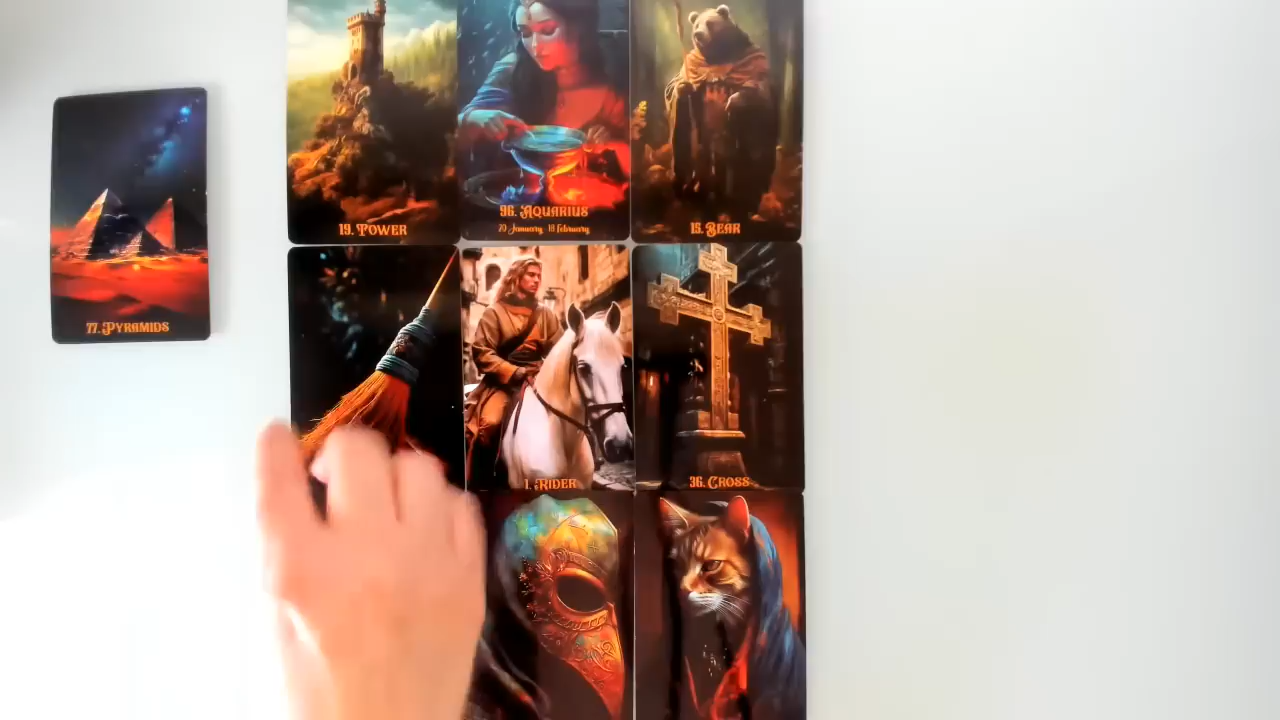 19. TOWER
96. AQUARIUS
20 January 18 February
15. BEAR
77. PYRAMIDS
1. RIDER
36. CROSS